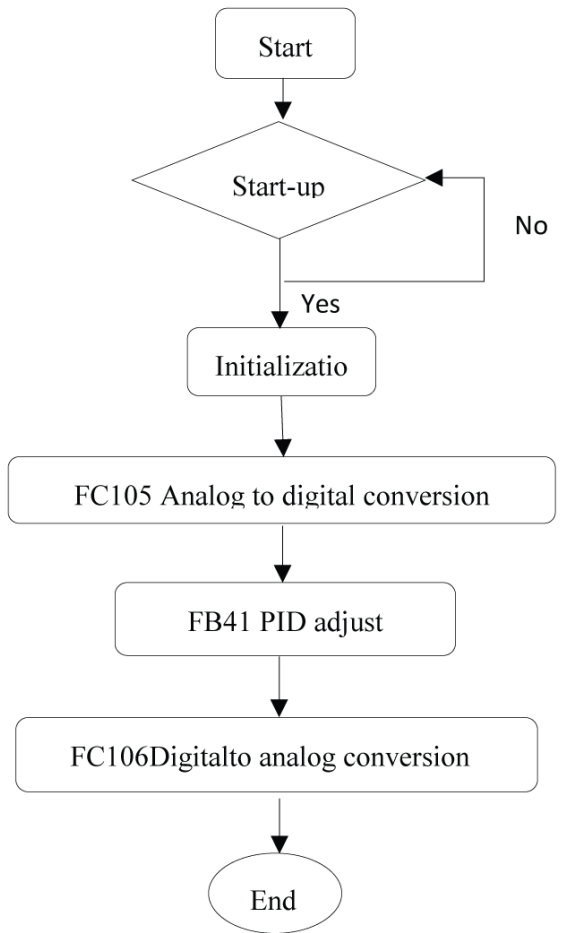 Start
Start-up
No
Yes
Initializatio
FC105 Analog to digital conversion
FB41 PID adjust
FC106Digitalto analog conversion
End